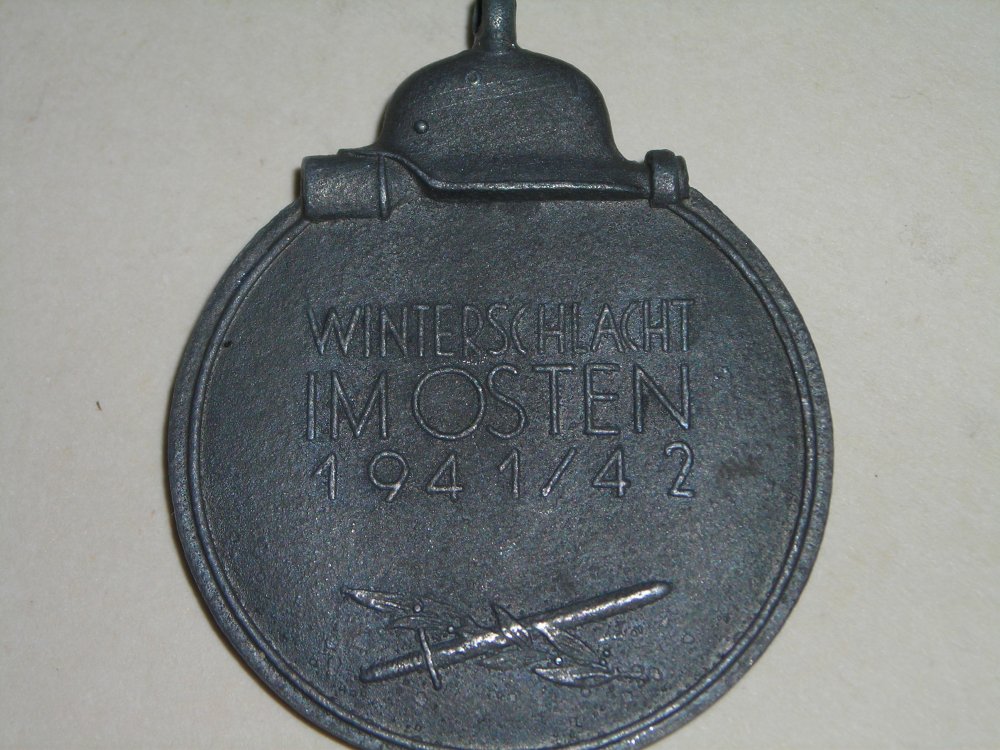 WINTERSCHLACHT
IM OSTEN
1941/42